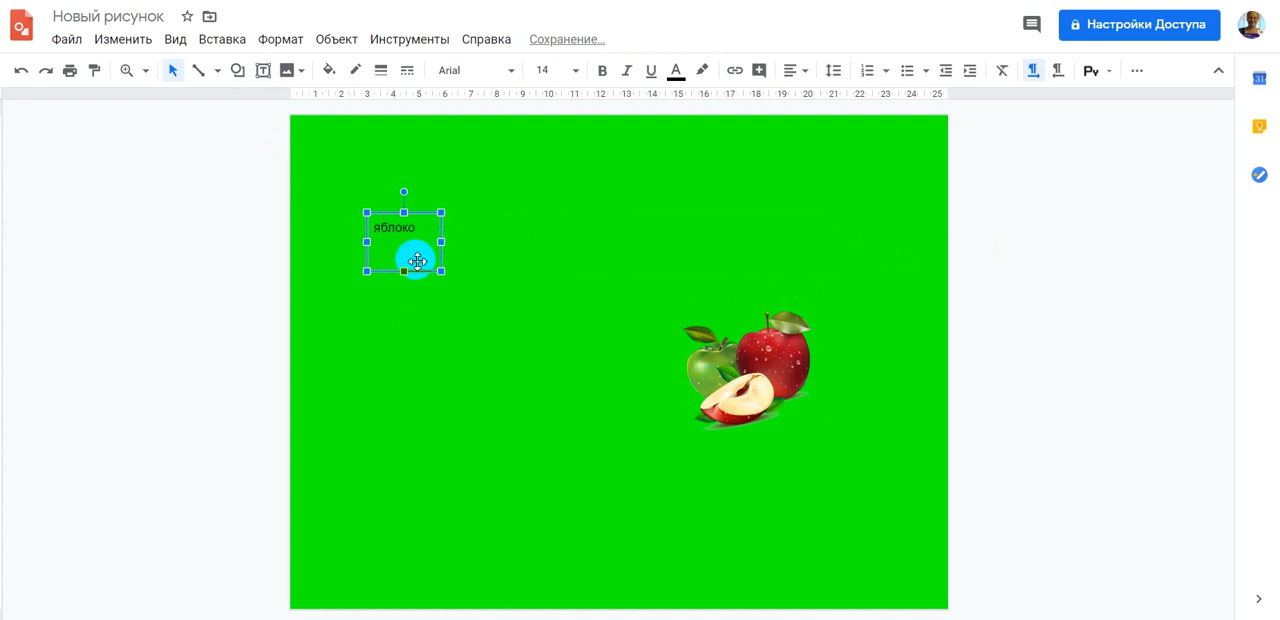 Новый рисунок
Файл Изменить Вид Вставка Формат Объект Инструменты Справка Сохранение...
Настройки Доступа
Arial 14 B I U A Ру
1 2 3 4 5 6 7 8 9 10 11 12 13 14 15 16 17 18 19 20 21 22 23 24 25
31
яблоко